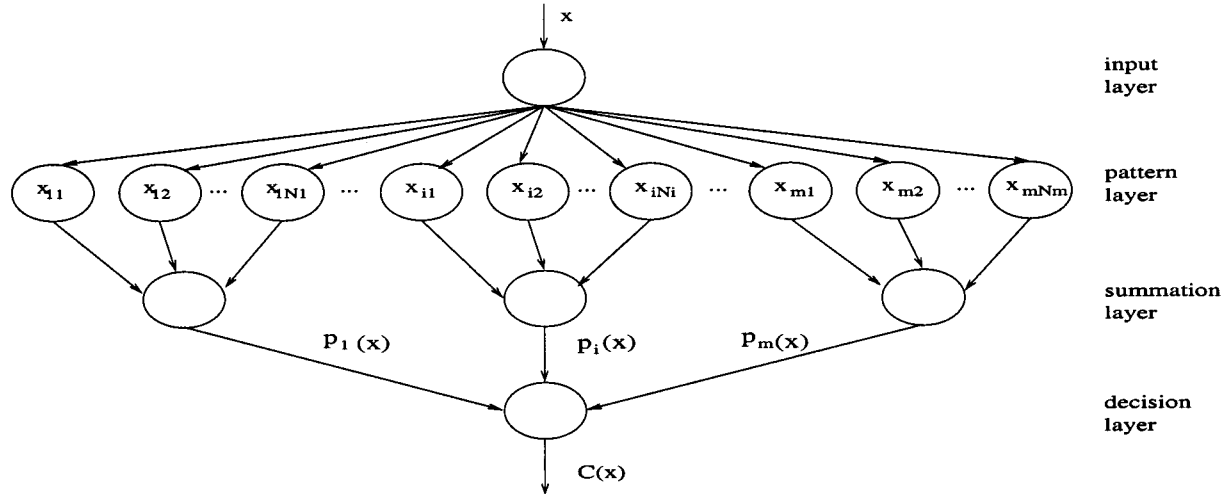 x
input
layer
x11 x12 ... x1N1 ... xi1 xi2 ... xiNi ... xm1 xm2 ... xmNm
pattern
layer
summation
layer
p1(x) pi(x) pm(x)
decision
layer
C(x)